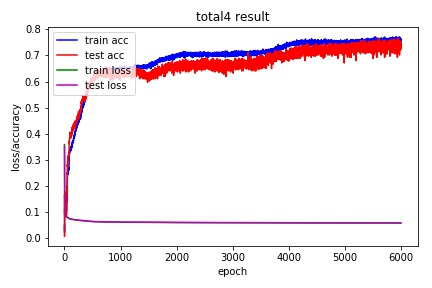 total4 result
train acc
test acc
train loss
test loss
loss/accuracy
0.8
0.7
0.6
0.5
0.4
0.3
0.2
0.1
0.0
0 1000 2000 3000 4000 5000 6000
epoch